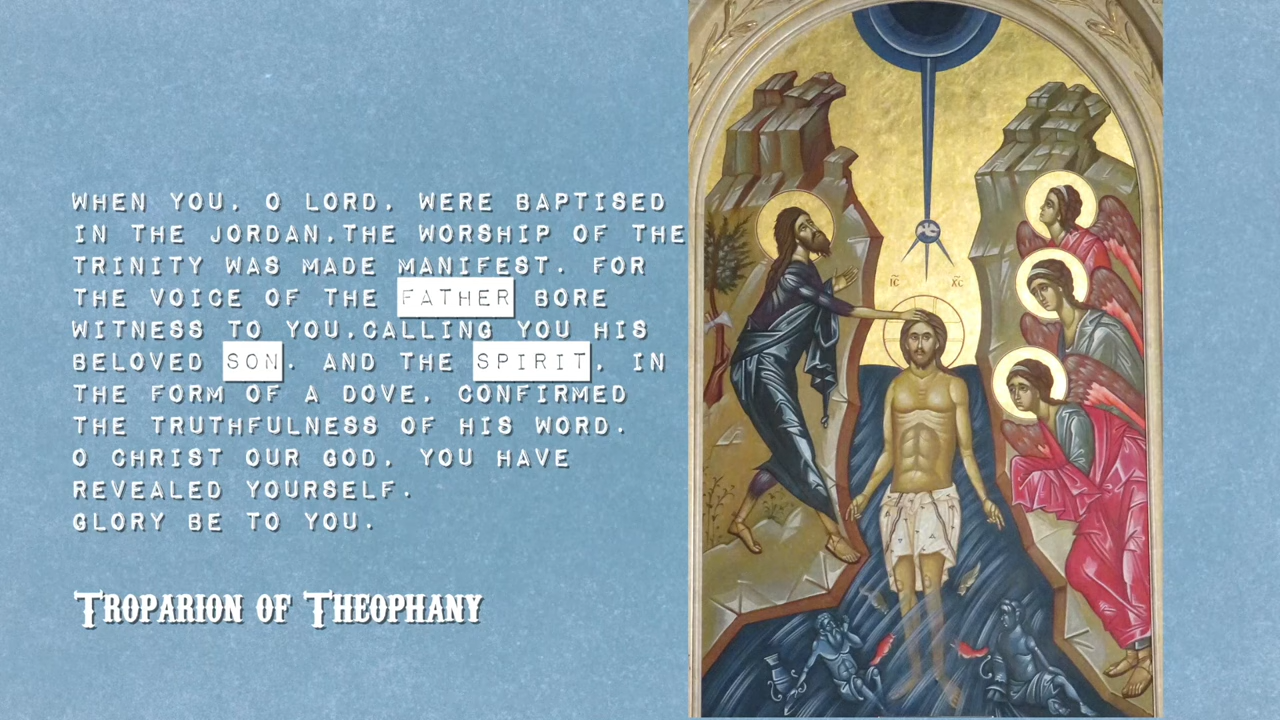 WHEN YOU, O LORD, WERE BAPTISED
IN THE JORDAN,THE WORSHIP OF THE
TRINITY WAS MADE MANIFEST. FOR
THE VOICE OF THE FATHER BORE
WITNESS TO YOU,CALLING YOU HIS
BELOVED SON. AND THE SPIRIT, IN
THE FORM OF A DOVE, CONFIRMED
THE TRUTHFULNESS OF HIS WORD.
O CHRIST OUR GOD, YOU HAVE
REVEALED YOURSELF.
GLORY BE TO YOU.
TROPARION OF THEOPHANY
IC XC